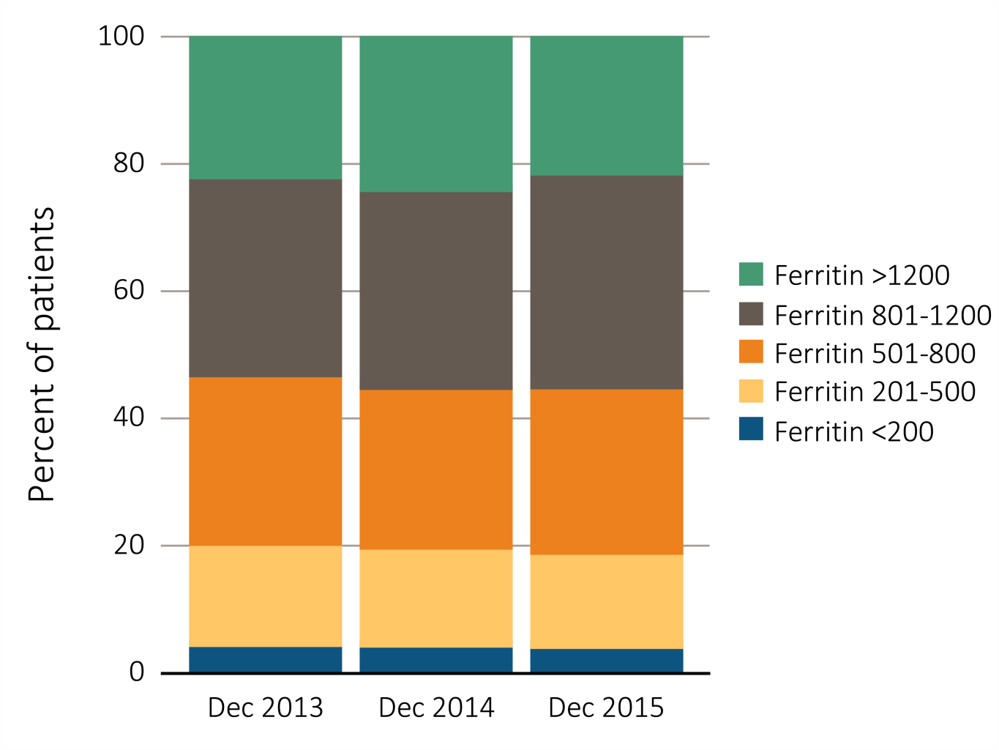 Percent of patients
100
80
60
40
20
0
Dec 2013
Dec 2014
Dec 2015
Ferritin >1200
Ferritin 801-1200
Ferritin 501-800
Ferritin 201-500
Ferritin <200